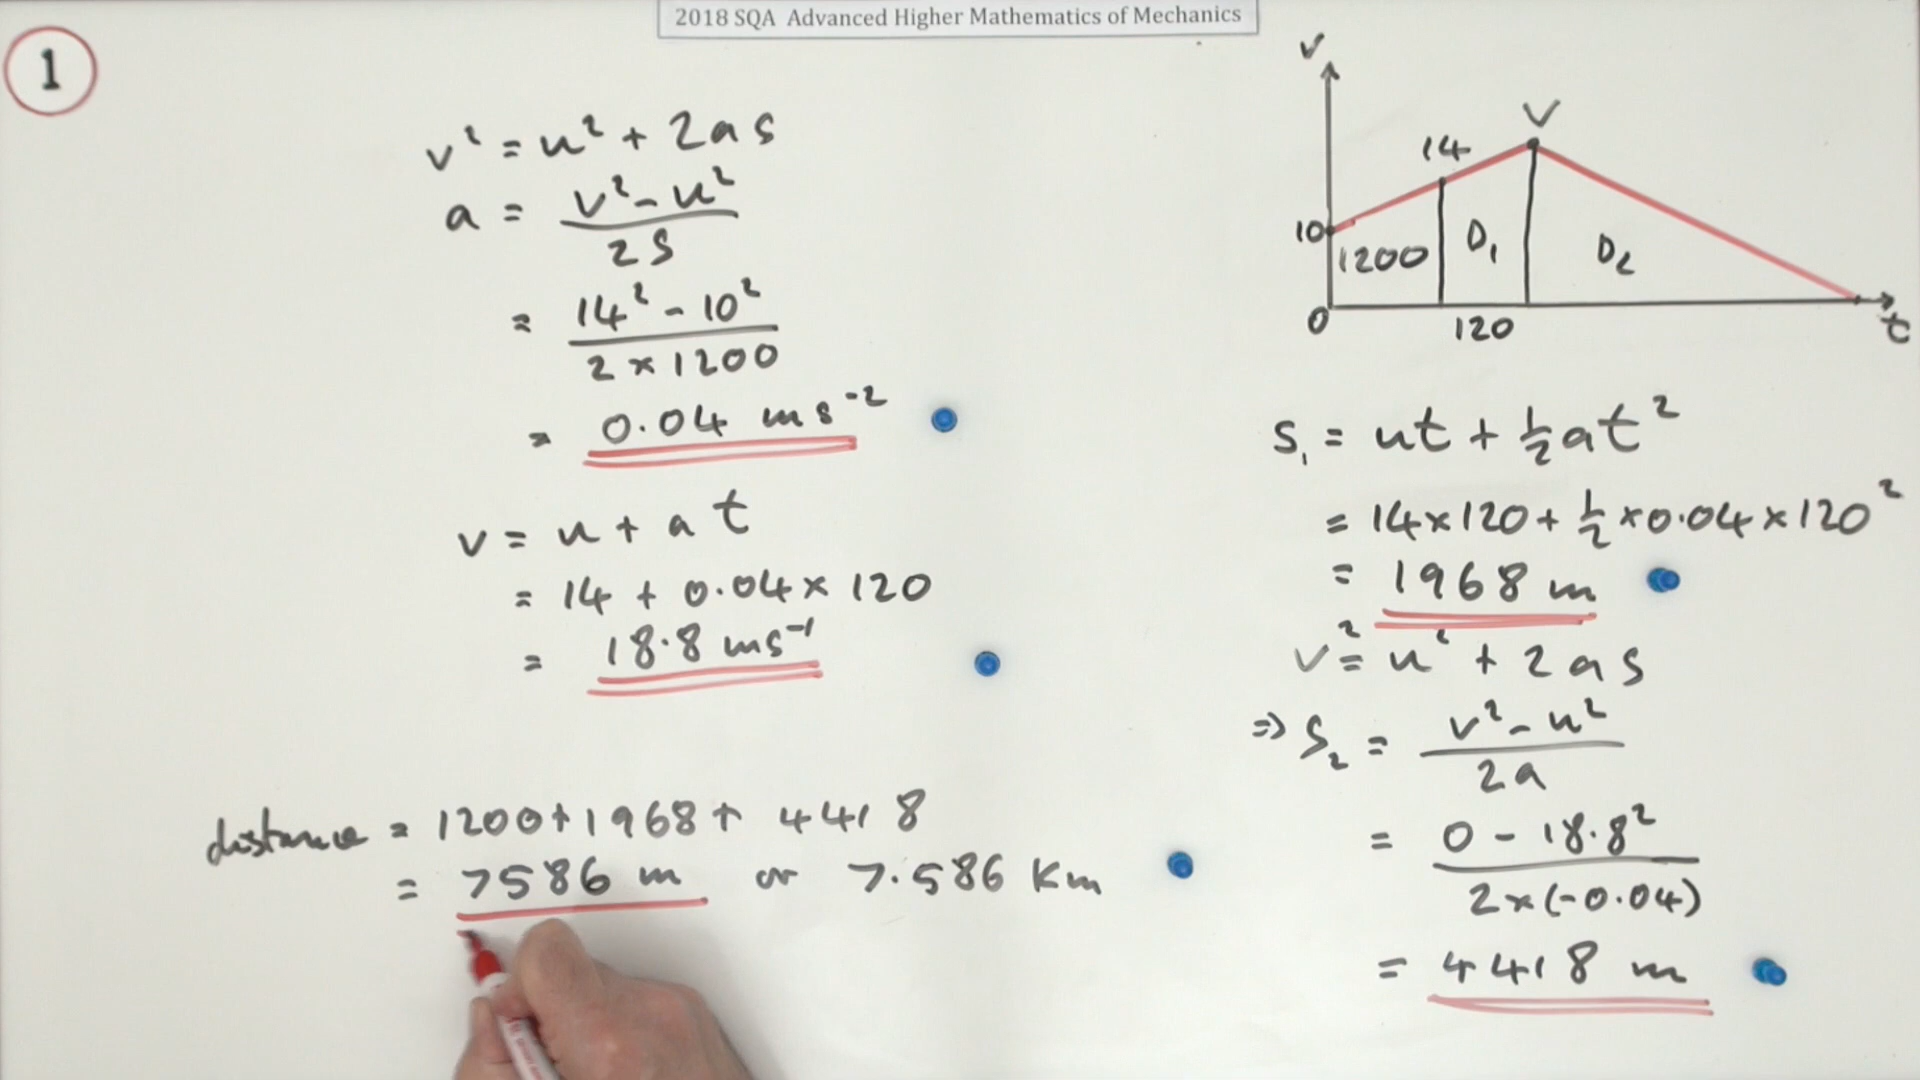 2018 SQA Advanced Higher Mathematics of Mechanics
1
v² = u² + 2as
a = v² - u² / 2s
= 14² - 10² / 2 × 1200
= 0.04 ms⁻²
v = u + at
= 14 + 0.04 × 120
= 18.8 ms⁻¹
distance = 1200 + 1968 + 4418
= 7586 m or 7.586 Km
v
V
14
10
1200
D₁
D₂
0
120
t
S₁ = ut + ½at²
= 14 × 120 + ½ × 0.04 × 120²
= 1968 m
v² = u² + 2as
⇒ S₂ = v² - u² / 2a
= 0 - 18.8² / 2 × (-0.04)
= 4418 m